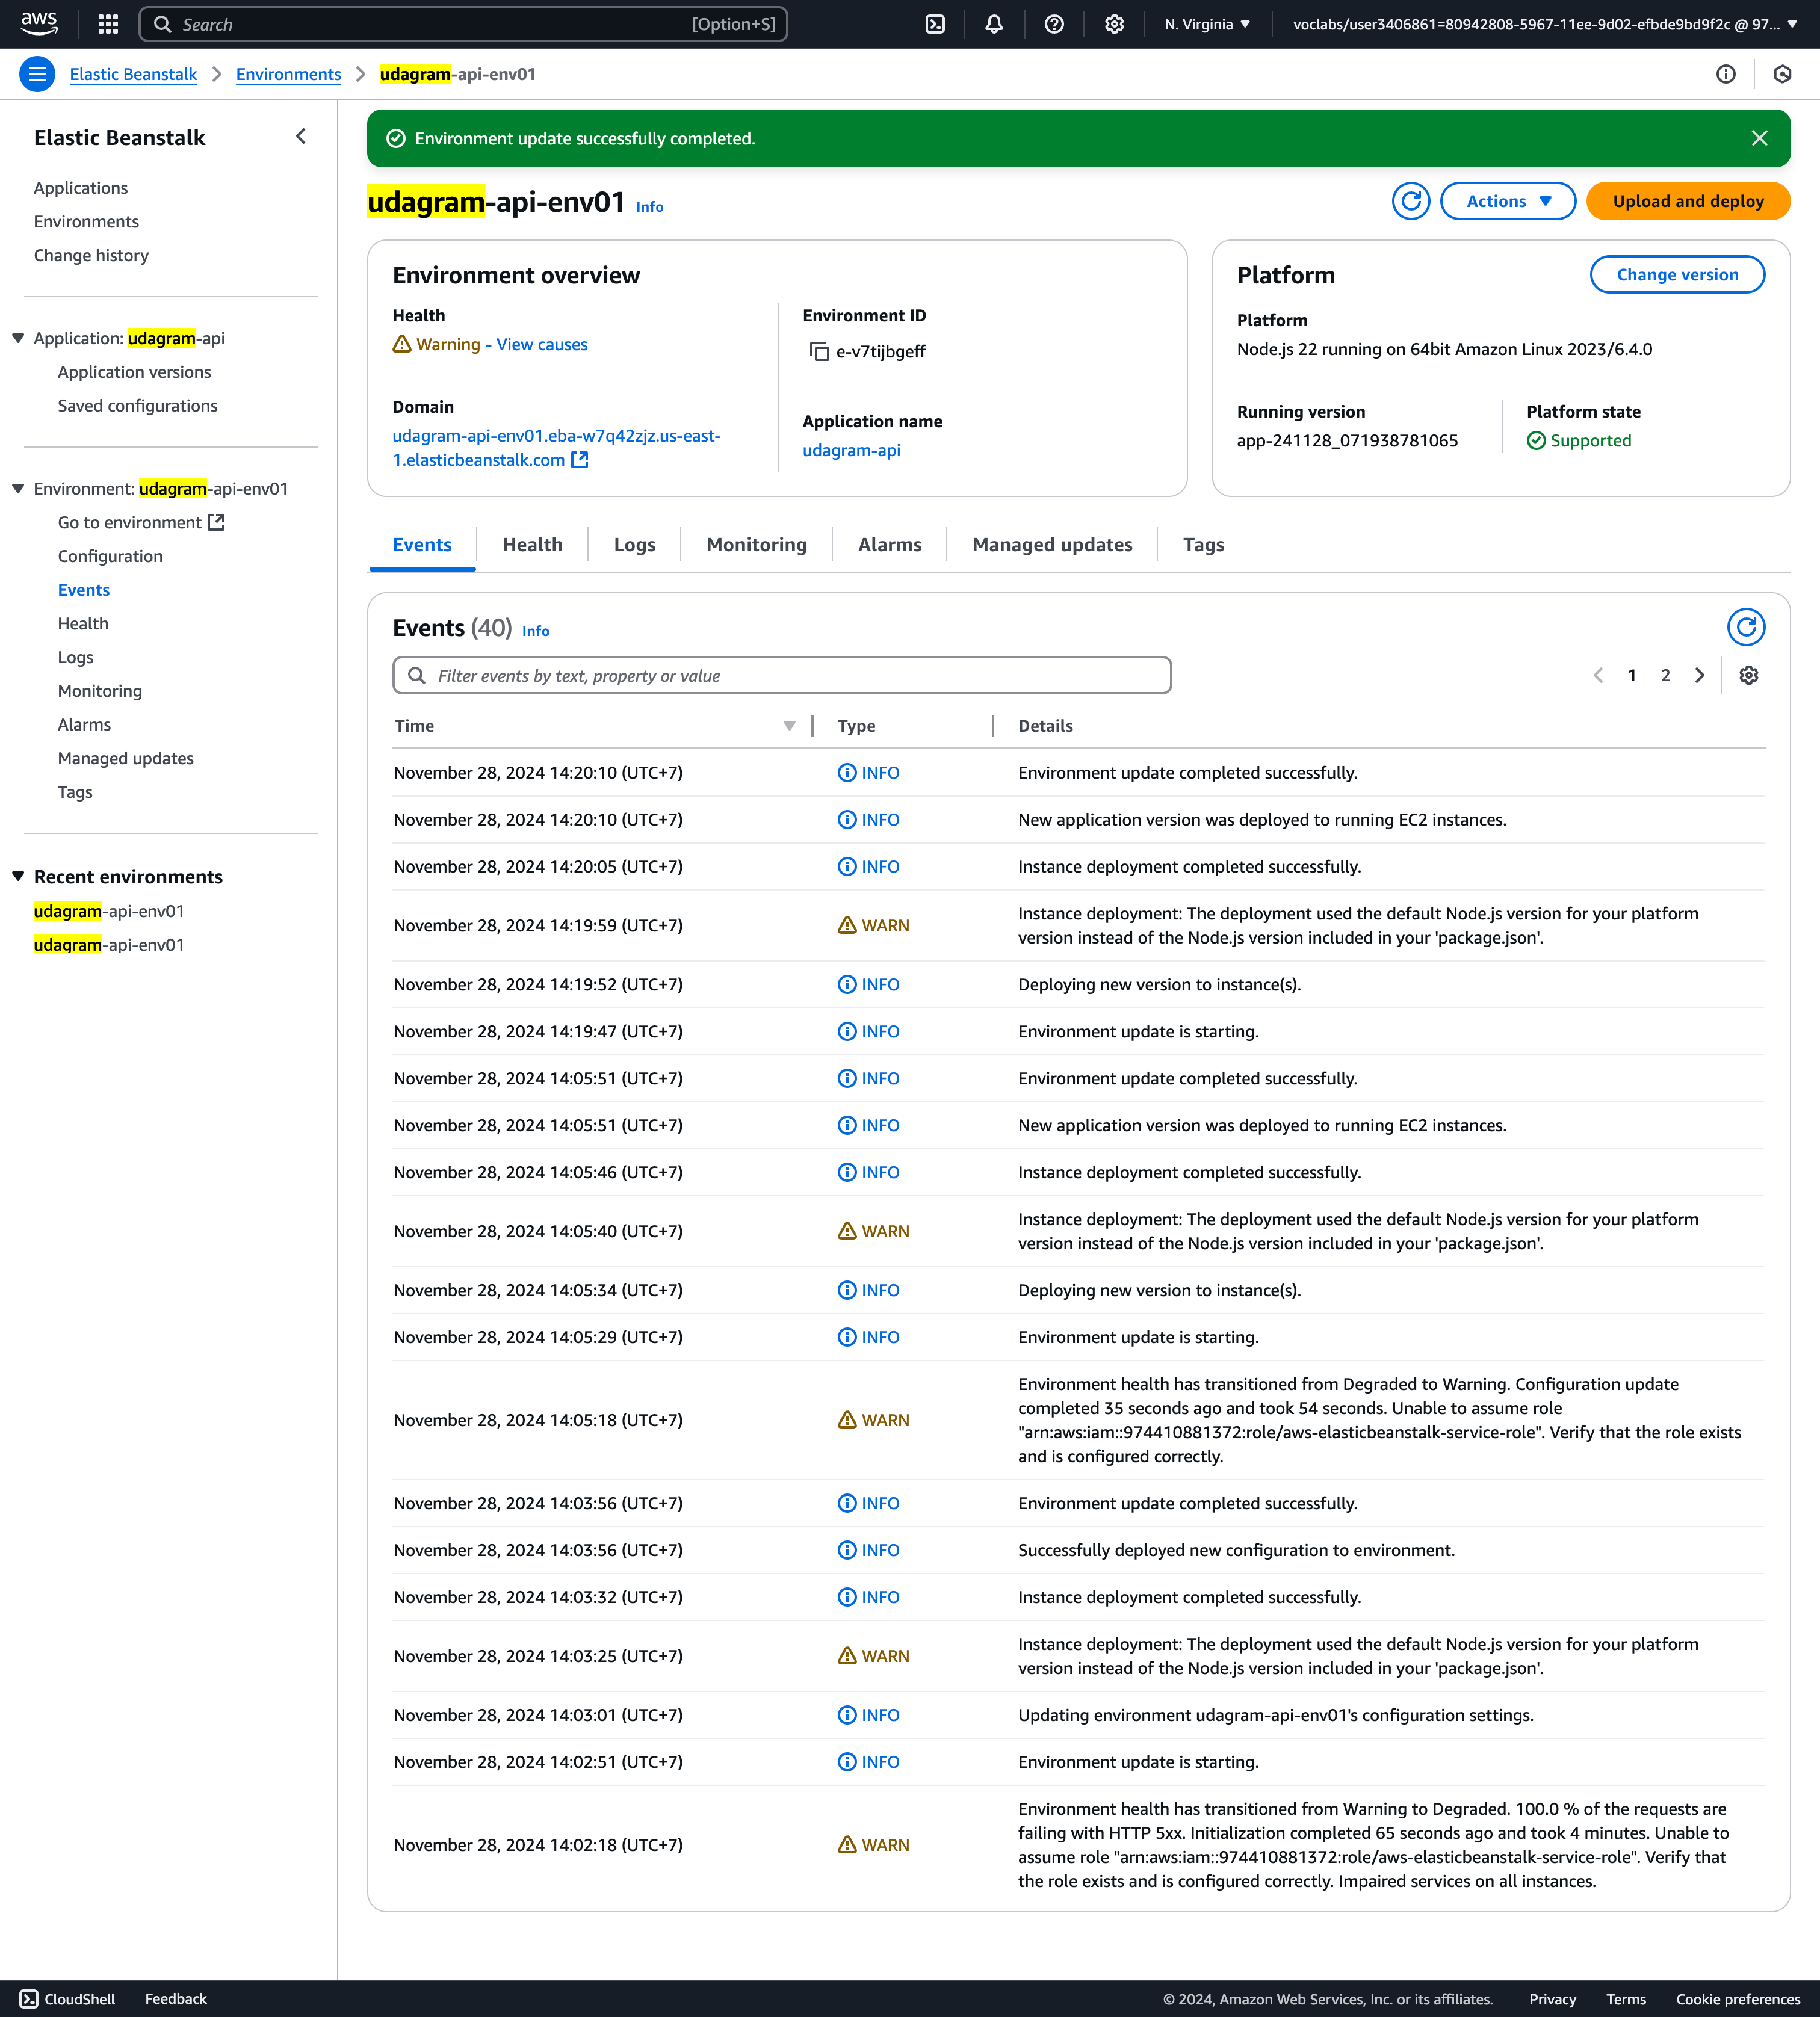 aws
Search
[Option+S]
N. Virginia
voclabs/user3406861=80942808-5967-11ee-9d02-efbde9bd9f2c @ 97...
Elastic Beanstalk
Environments
udagram-api-env01
Elastic Beanstalk
Applications
Environments
Change history
Application: udagram-api
Application versions
Saved configurations
Environment: udagram-api-env01
Go to environment
Configuration
Events
Health
Logs
Monitoring
Alarms
Managed updates
Tags
Recent environments
udagram-api-env01
udagram-api-env01
Environment update successfully completed.
udagram-api-env01 Info
Actions
Upload and deploy
Environment overview
Health
Warning - View causes
Domain
udagram-api-env01.eba-w7q42zjz.us-east-
1.elasticbeanstalk.com
Environment ID
e-v7tijbgeff
Application name
udagram-api
Platform
Change version
Platform
Node.js 22 running on 64bit Amazon Linux 2023/6.4.0
Running version
app-241128_071938781065
Platform state
Supported
Events
Health
Logs
Monitoring
Alarms
Managed updates
Tags
Events (40) Info
Filter events by text, property or value
1
2
Time Type Details
November 28, 2024 14:20:10 (UTC+7) INFO Environment update completed successfully.
November 28, 2024 14:20:10 (UTC+7) INFO New application version was deployed to running EC2 instances.
November 28, 2024 14:20:05 (UTC+7) INFO Instance deployment completed successfully.
November 28, 2024 14:19:59 (UTC+7) WARN Instance deployment: The deployment used the default Node.js version for your platform
version instead of the Node.js version included in your 'package.json'.
November 28, 2024 14:19:52 (UTC+7) INFO Deploying new version to instance(s).
November 28, 2024 14:19:47 (UTC+7) INFO Environment update is starting.
November 28, 2024 14:05:51 (UTC+7) INFO Environment update completed successfully.
November 28, 2024 14:05:51 (UTC+7) INFO New application version was deployed to running EC2 instances.
November 28, 2024 14:05:46 (UTC+7) INFO Instance deployment completed successfully.
November 28, 2024 14:05:40 (UTC+7) WARN Instance deployment: The deployment used the default Node.js version for your platform
version instead of the Node.js version included in your 'package.json'.
November 28, 2024 14:05:34 (UTC+7) INFO Deploying new version to instance(s).
November 28, 2024 14:05:29 (UTC+7) INFO Environment update is starting.
November 28, 2024 14:05:18 (UTC+7) WARN Environment health has transitioned from Degraded to Warning. Configuration update
completed 35 seconds ago and took 54 seconds. Unable to assume role
"arn:aws:iam::974410881372:role/aws-elasticbeanstalk-service-role". Verify that the role exists
and is configured correctly.
November 28, 2024 14:03:56 (UTC+7) INFO Environment update completed successfully.
November 28, 2024 14:03:56 (UTC+7) INFO Successfully deployed new configuration to environment.
November 28, 2024 14:03:32 (UTC+7) INFO Instance deployment completed successfully.
November 28, 2024 14:03:25 (UTC+7) WARN Instance deployment: The deployment used the default Node.js version for your platform
version instead of the Node.js version included in your 'package.json'.
November 28, 2024 14:03:01 (UTC+7) INFO Updating environment udagram-api-env01's configuration settings.
November 28, 2024 14:02:51 (UTC+7) INFO Environment update is starting.
November 28, 2024 14:02:18 (UTC+7) WARN Environment health has transitioned from Warning to Degraded. 100.0 % of the requests are
failing with HTTP 5xx. Initialization completed 65 seconds ago and took 4 minutes. Unable to
assume role "arn:aws:iam::974410881372:role/aws-elasticbeanstalk-service-role". Verify that
the role exists and is configured correctly. Impaired services on all instances.
CloudShell
Feedback
© 2024, Amazon Web Services, Inc. or its affiliates.
Privacy
Terms
Cookie preferences